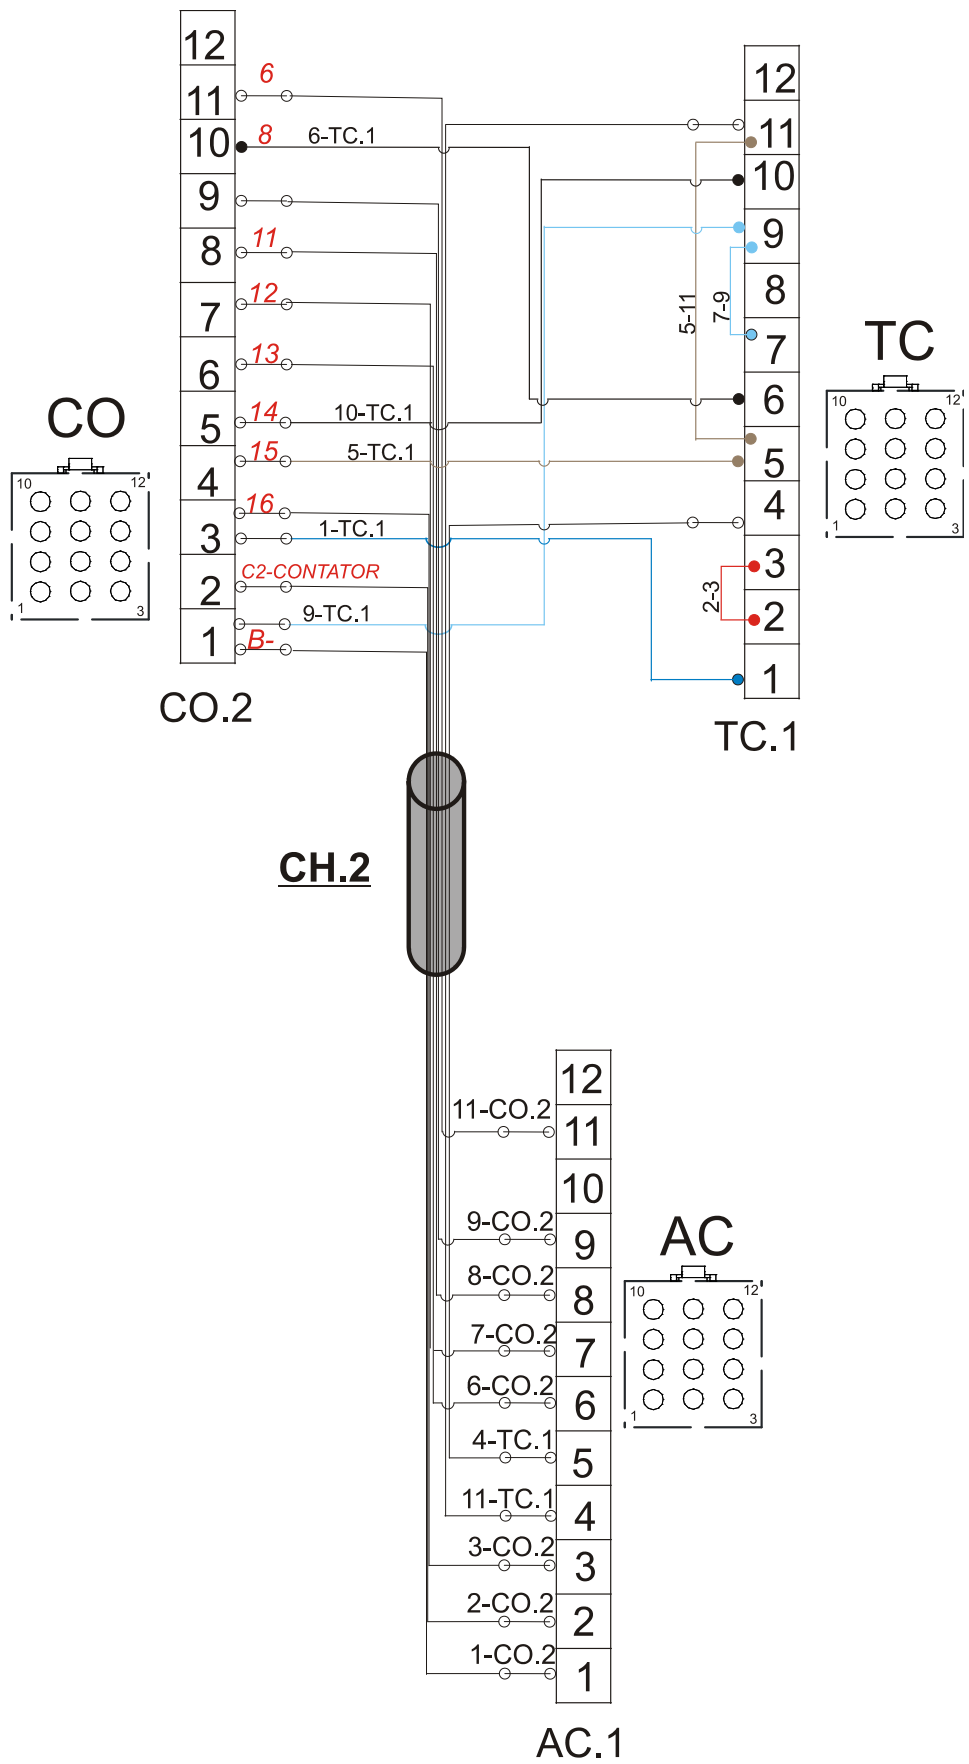 12
11
10
9
8
7
6
5
4
3
2
1
CO.2
6
8
11
12
13
14
15
16
C2-CONTATOR
B-
6-TC.1
10-TC.1
5-TC.1
1-TC.1
9-TC.1
CO
10
12
1
3
12
11
10
9
8
7
6
5
4
3
2
1
TC.1
5-11
7-9
2-3
TC
10
12
1
3
CH.2
12
11
10
9
8
7
6
5
4
3
2
1
AC.1
11-CO.2
9-CO.2
8-CO.2
7-CO.2
6-CO.2
4-TC.1
11-TC.1
3-CO.2
2-CO.2
1-CO.2
AC
10
12
1
3